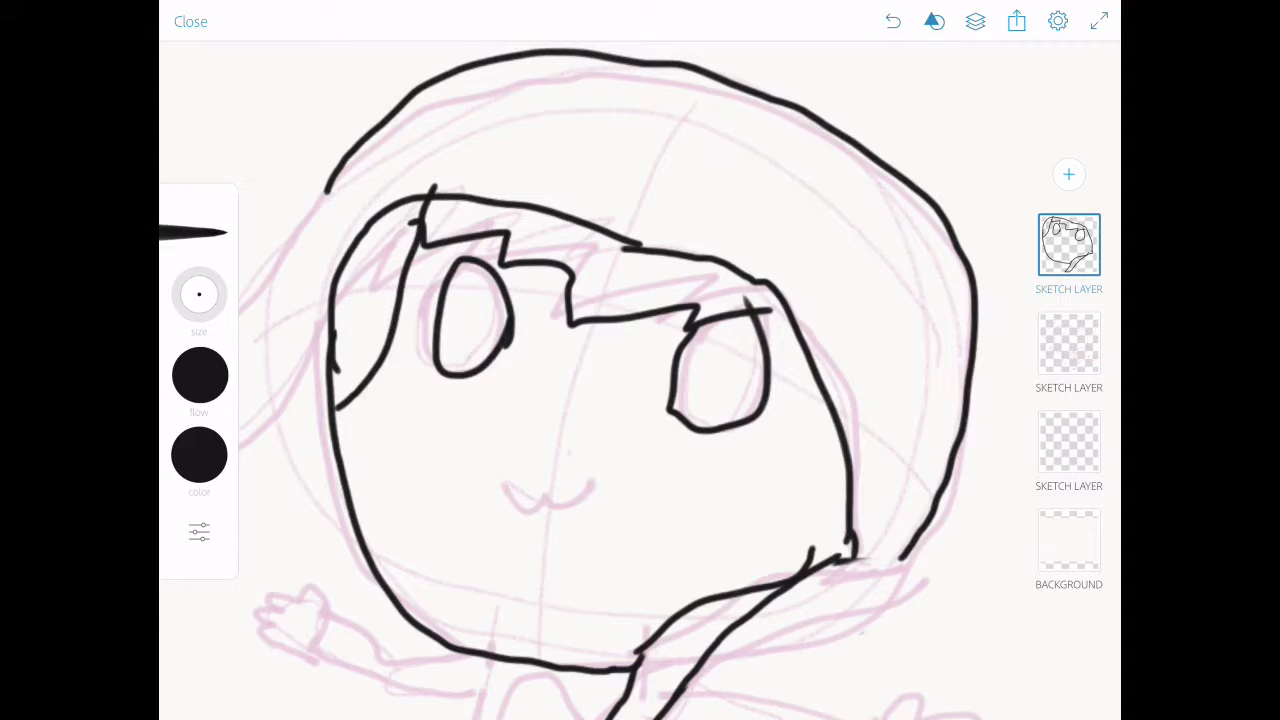 Close
size
flow
color
SKETCH LAYER
SKETCH LAYER
SKETCH LAYER
BACKGROUND